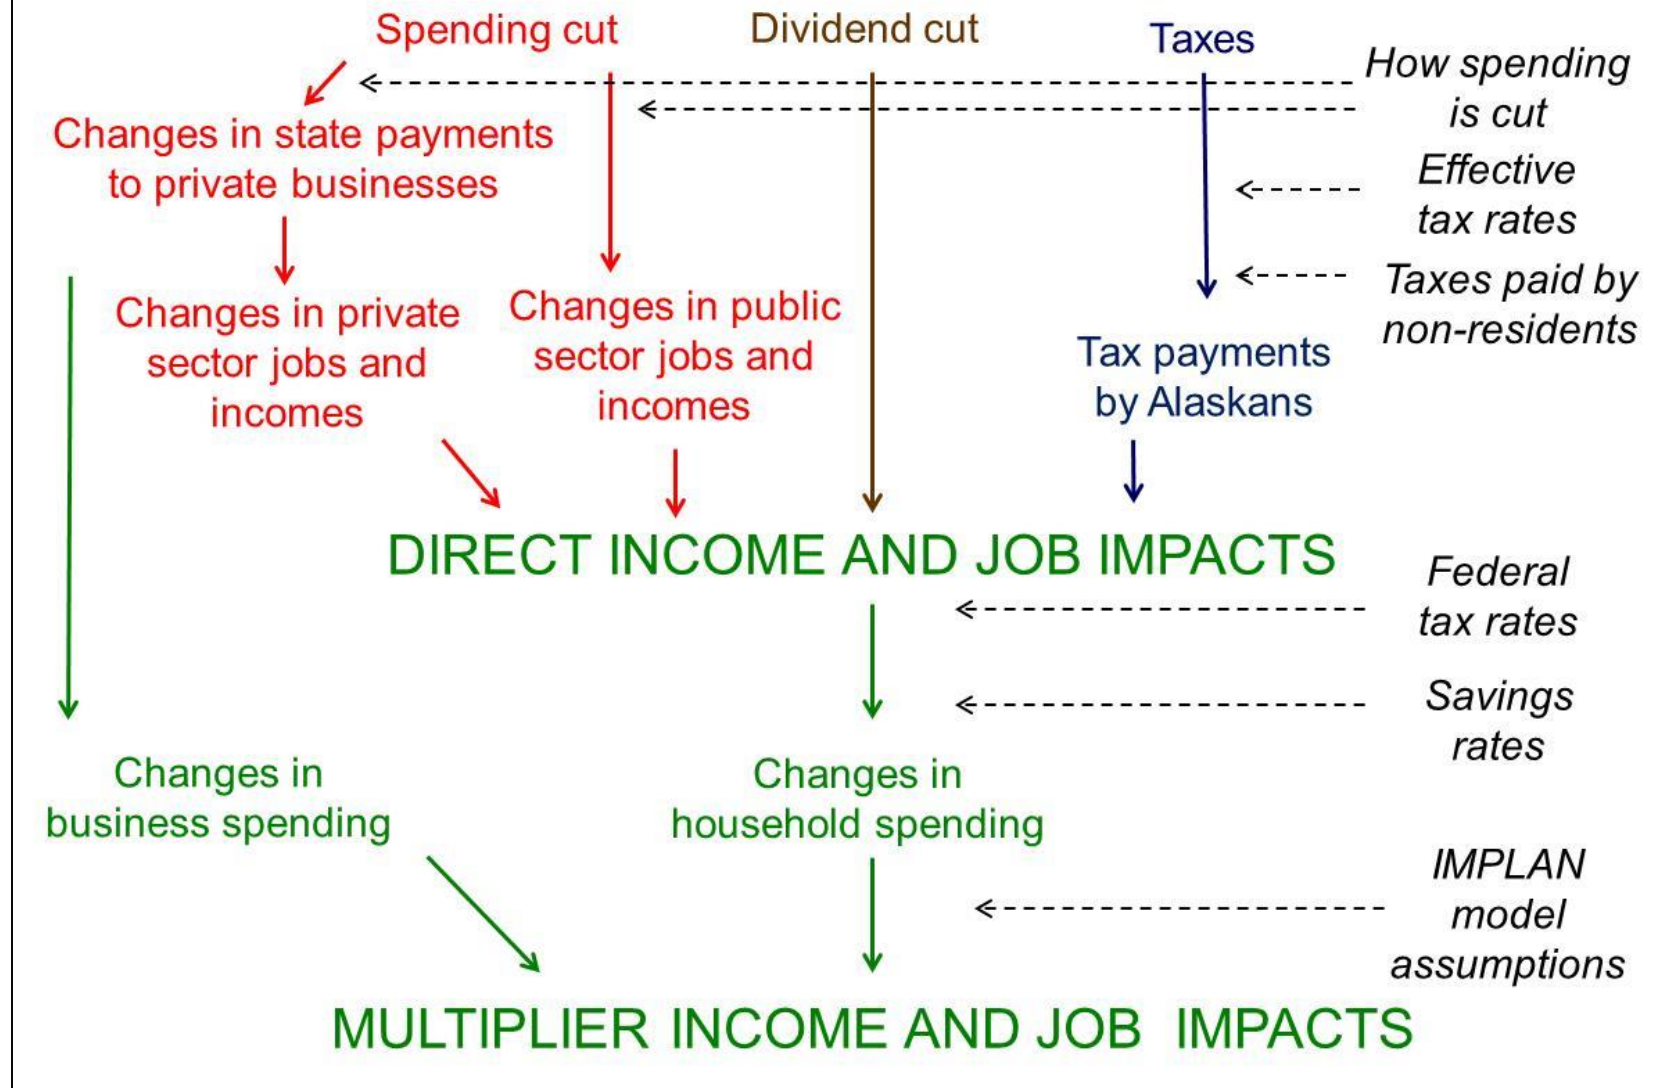 Spending cut
Dividend cut
Taxes
How spending
is cut
Changes in state payments
to private businesses
Effective
tax rates
Taxes paid by
non-residents
Changes in private
sector jobs and
incomes
Changes in public
sector jobs and
incomes
Tax payments
by Alaskans
DIRECT INCOME AND JOB IMPACTS
Federal
tax rates
Savings
rates
Changes in
business spending
Changes in
household spending
IMPLAN
model
assumptions
MULTIPLIER INCOME AND JOB IMPACTS